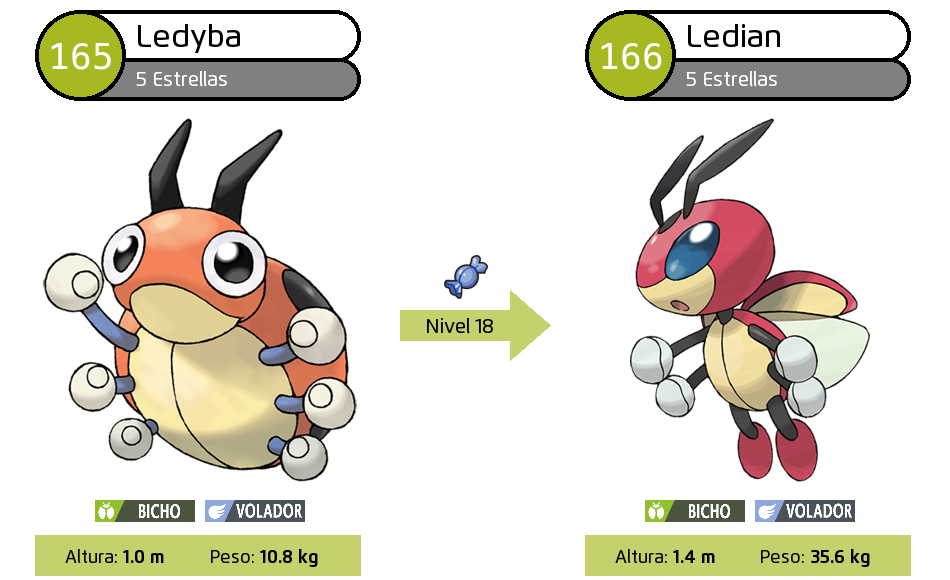 165 Ledyba
5 Estrellas
166 Ledian
5 Estrellas
Nivel 18
BICHO VOLADOR
Altura: 1.0 m Peso: 10.8 kg
BICHO VOLADOR
Altura: 1.4 m Peso: 35.6 kg